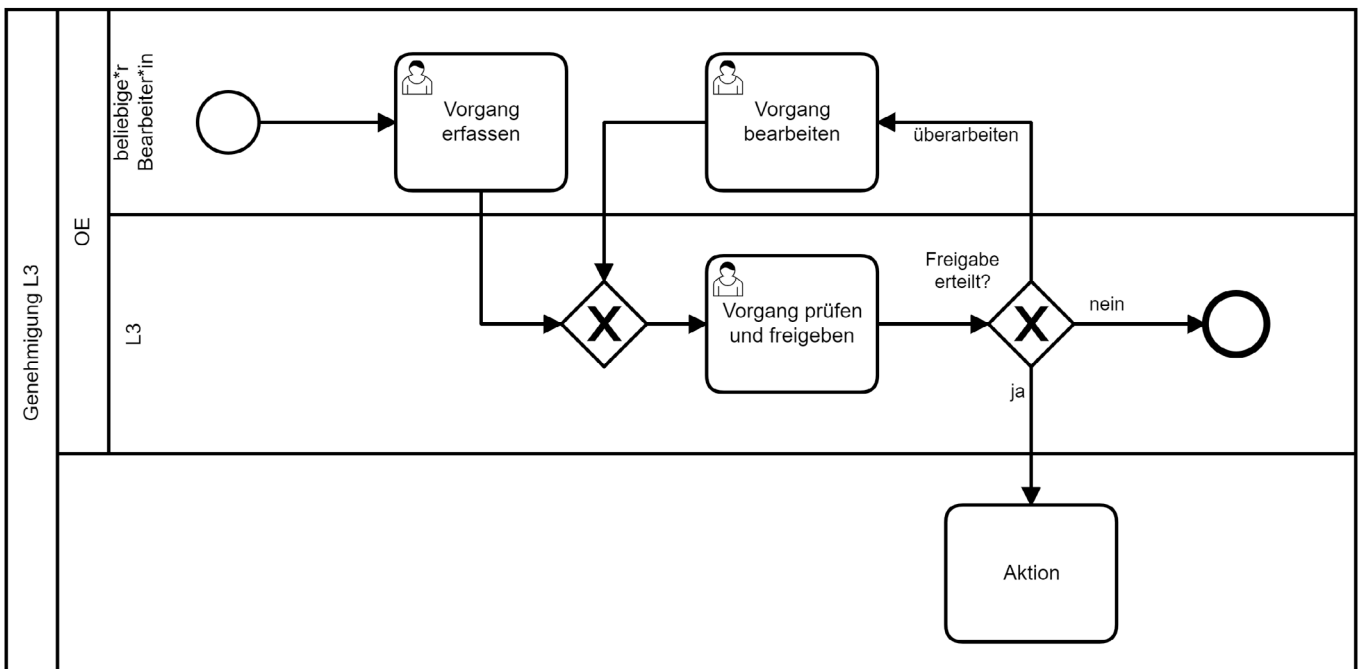 Genehmigung L3
OE
beliebige*r
Bearbeiter*in
Vorgang
erfassen
Vorgang
bearbeiten
überarbeiten
L3
Vorgang prüfen
und freigeben
Freigabe
erteilt?
nein
ja
Aktion